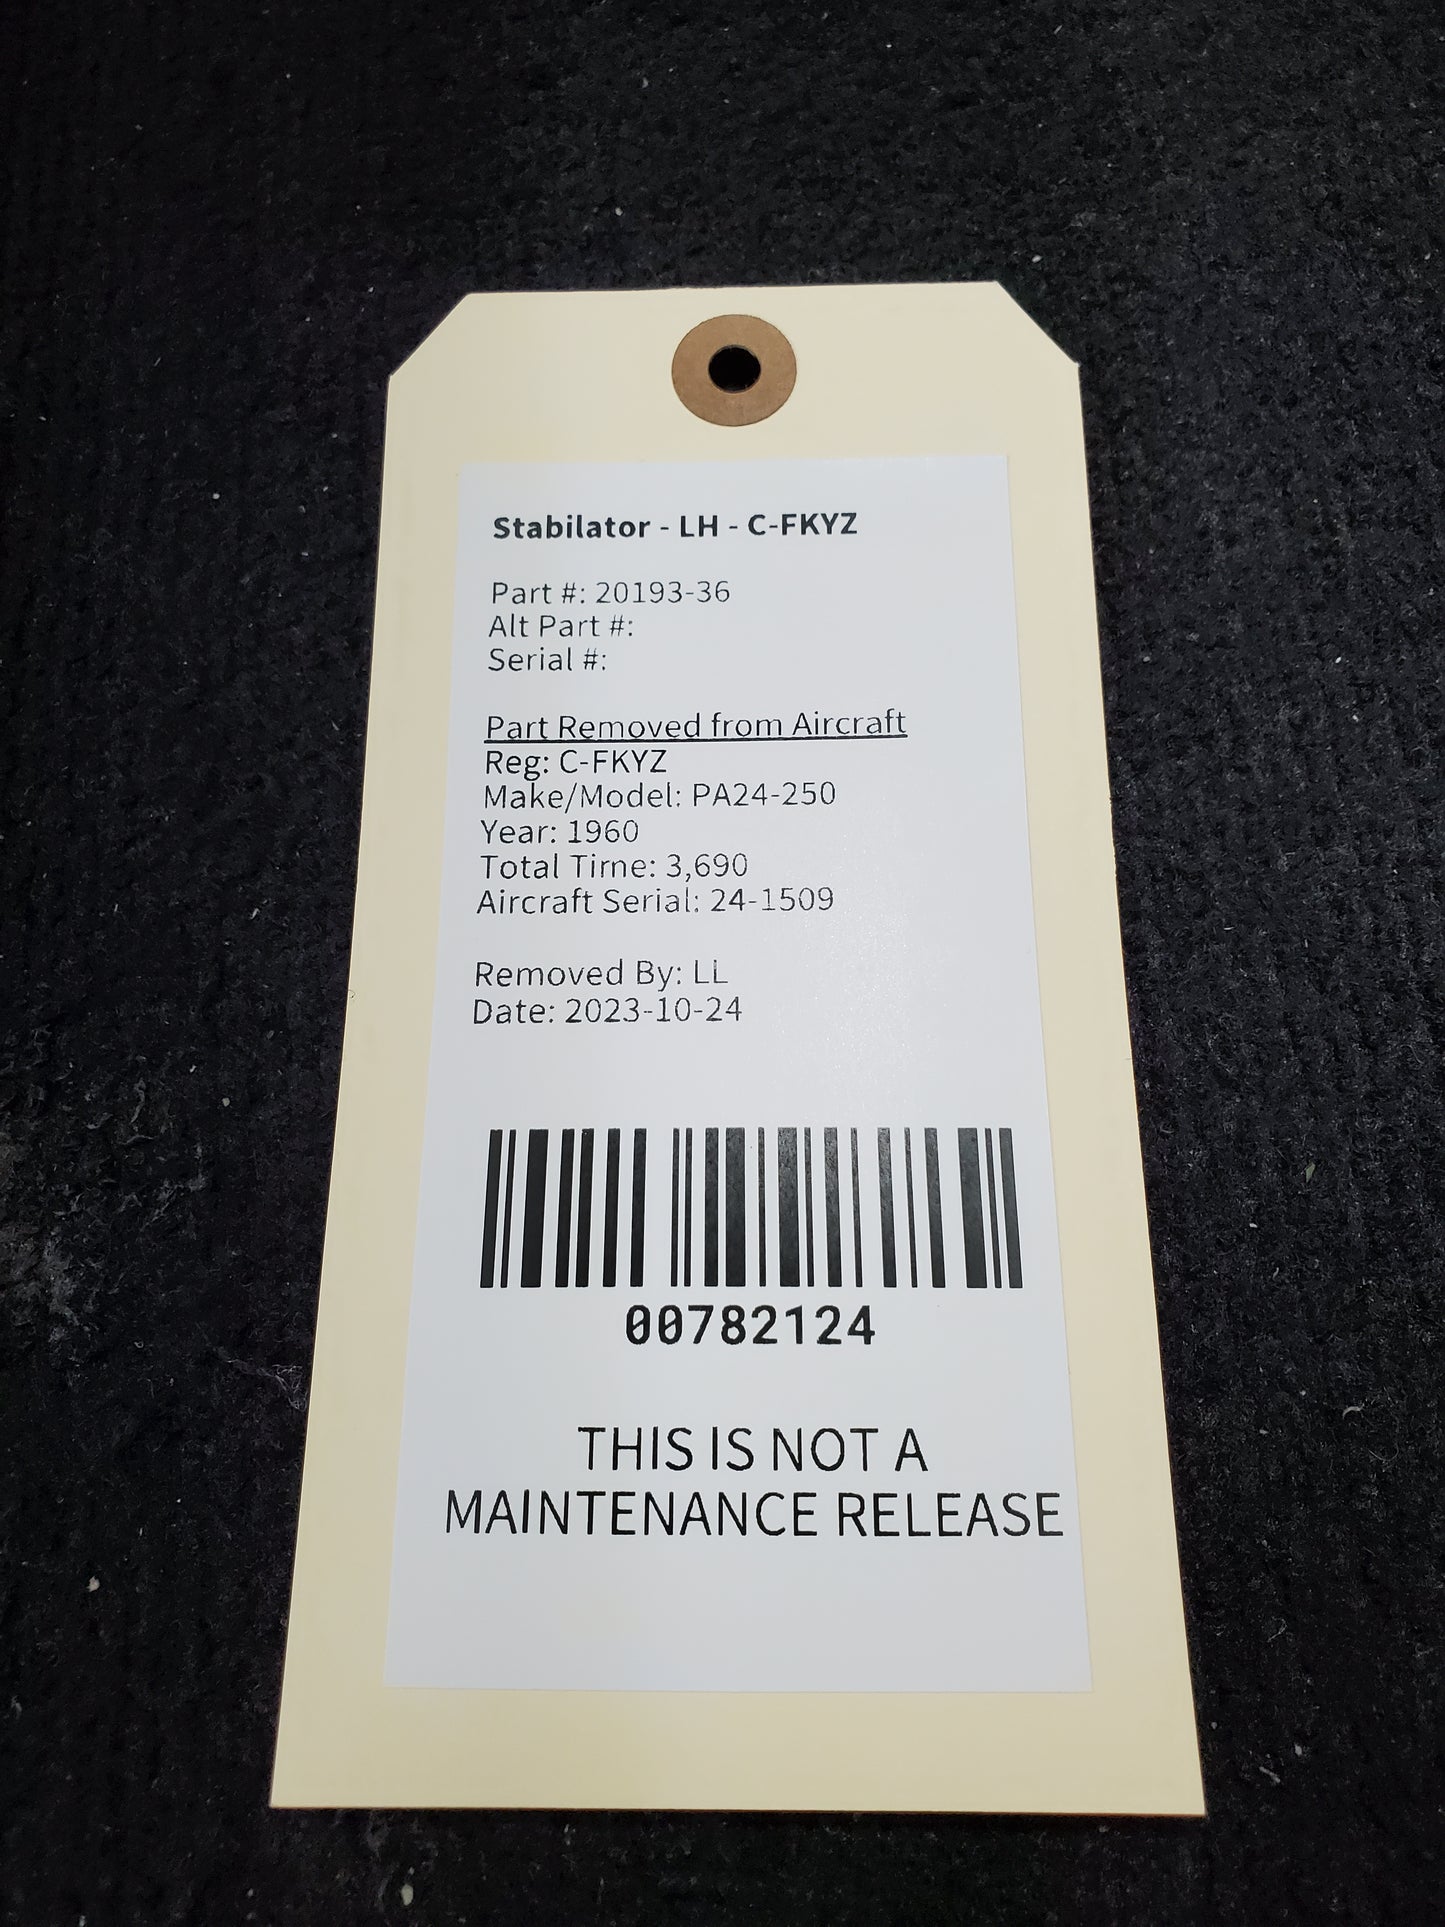 Stabilator - LH - C-FKYZ
Part #: 20193-36
Alt Part #:
Serial #:
Part Removed from Aircraft
Reg: C-FKYZ
Make/Model: PA24-250
Year: 1960
Total Time: 3,690
Aircraft Serial: 24-1509
Removed By: LL
Date: 2023-10-24
00782124
THIS IS NOT A
MAINTENANCE RELEASE